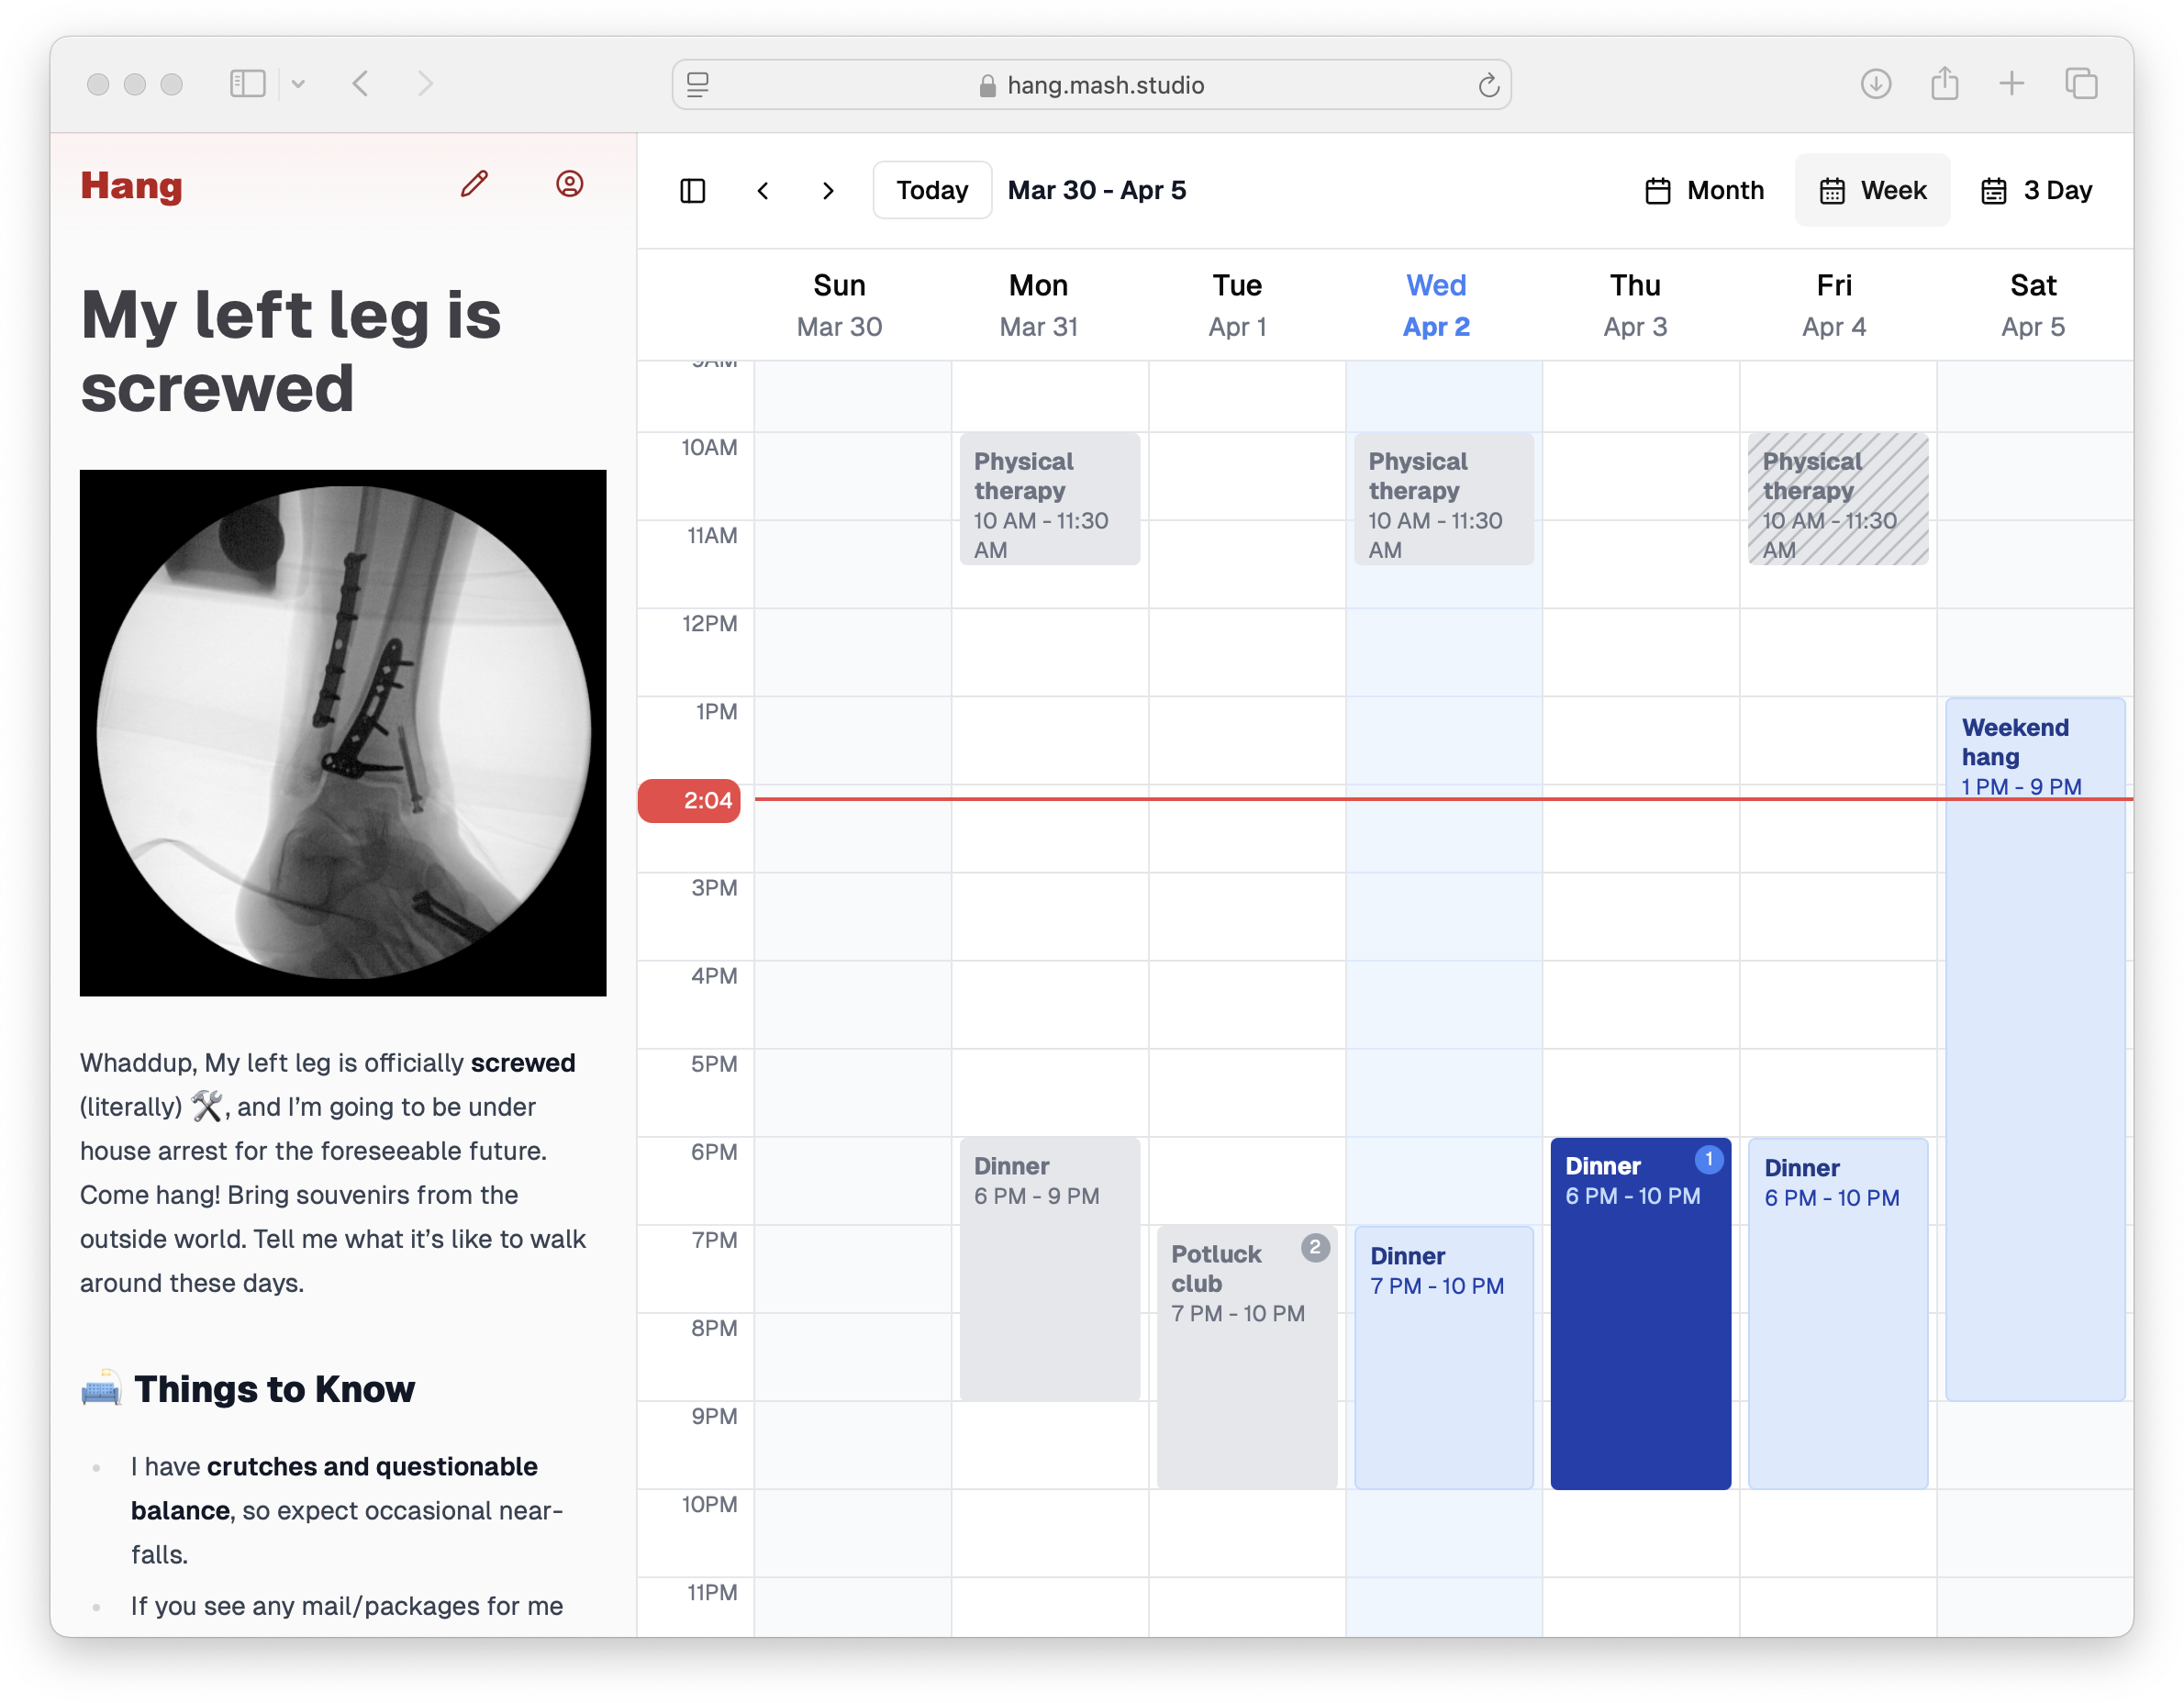 hang.mash.studio
Hang
My left leg is
screwed
Whaddup, My left leg is officially screwed
(literally) 🛠, and I’m going to be under
house arrest for the foreseeable future.
Come hang! Bring souvenirs from the
outside world. Tell me what it’s like to walk
around these days.
🛋 Things to Know
I have crutches and questionable
balance, so expect occasional near-
falls.
If you see any mail/packages for me
Today Mar 30 - Apr 5
Month Week 3 Day
Sun Mon Tue Wed Thu Fri Sat
Mar 30 Mar 31 Apr 1 Apr 2 Apr 3 Apr 4 Apr 5
9AM
10AM
11AM
12PM
1PM
2:04
3PM
4PM
5PM
6PM
7PM
8PM
9PM
10PM
11PM
Physical
therapy
10 AM - 11:30
AM
Dinner
6 PM - 9 PM
Potluck 2
club
7 PM - 10 PM
Physical
therapy
10 AM - 11:30
AM
Dinner
7 PM - 10 PM
Dinner 1
6 PM - 10 PM
Physical
therapy
10 AM - 11:30
AM
Dinner
6 PM - 10 PM
Weekend
hang
1 PM - 9 PM